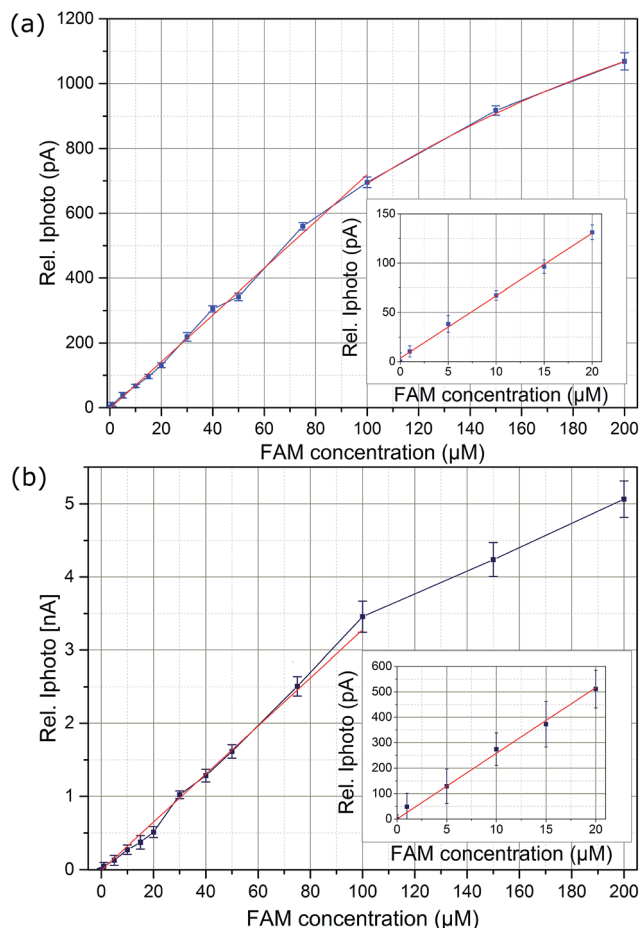 (a)
1200
1000
800
600
400
200
0
Rel. Iphoto (pA)
0 20 40 60 80 100 120 140 160 180 200
FAM concentration (µM)
150
100
50
0
Rel. Iphoto (pA)
0 5 10 15 20
FAM concentration (µM)
(b)
5
4
3
2
1
0
Rel. Iphoto [nA]
0 20 40 60 80 100 120 140 160 180 200
FAM concentration (µM)
600
500
400
300
200
100
0
Rel. Iphoto (pA)
0 5 10 15 20
FAM concentration (µM)